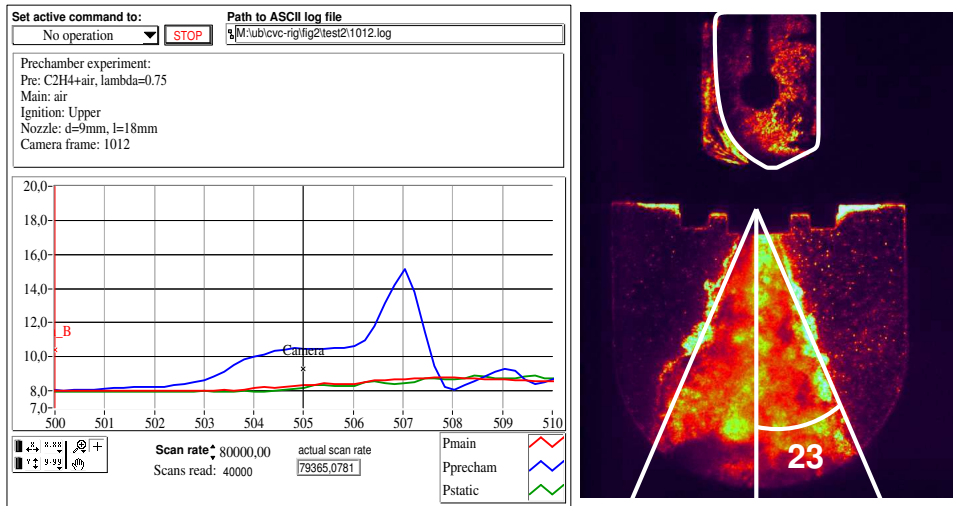 Set active command to:
Path to ASCII log file
No operation
STOP
M:\ub\cvc-rig\fig2\test2\1012.log
Prechamber experiment:
Pre: C2H4+air, lambda=0.75
Main: air
Ignition: Upper
Nozzle: d=9mm, l=18mm
Camera frame: 1012
20,0
18,0
16,0
14,0
12,0
10,0
8,0
7,0
_B
Camera
500 501 502 503 504 505 506 507 508 509 510
Scan rate 80000,00
actual scan rate
Scans read: 40000
79365,0781
Pmain
Pprecham
Pstatic
X.XX
Y.YY
23